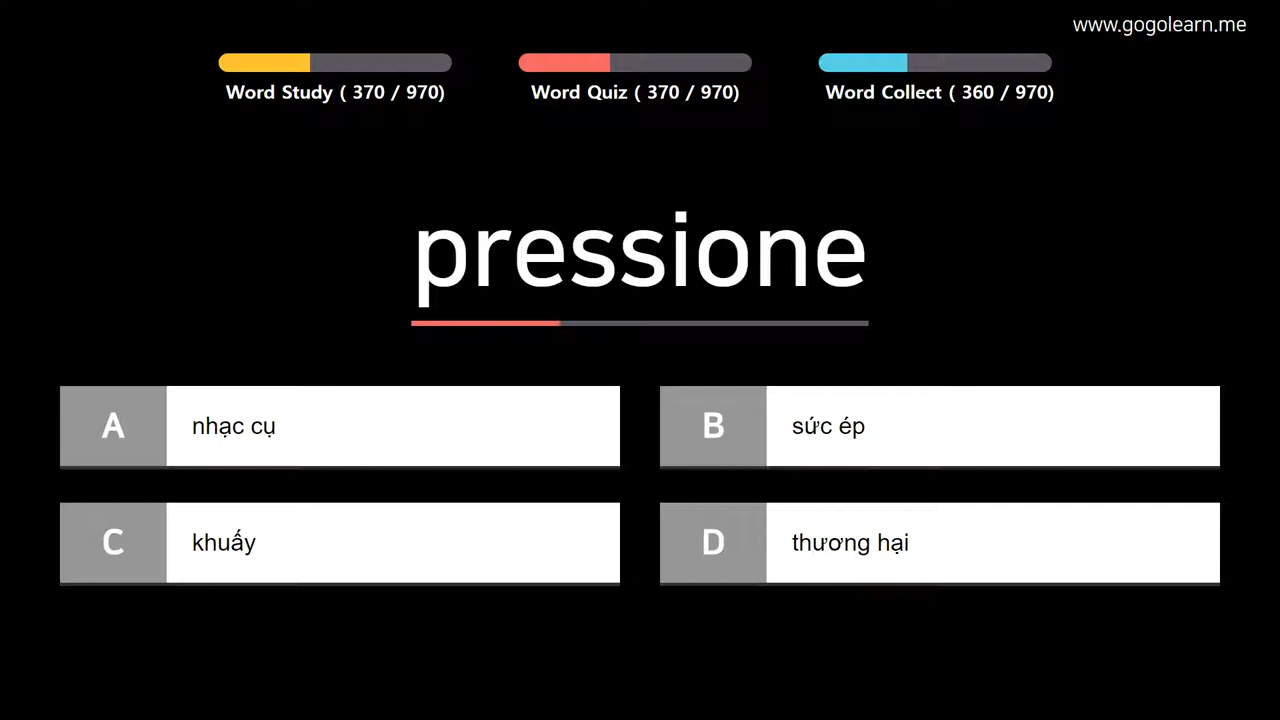 www.gogolearn.me
Word Study ( 370 / 970)
Word Quiz ( 370 / 970)
Word Collect ( 360 / 970)
pressione
A nhạc cụ
B sức ép
C khuấy
D thương hại